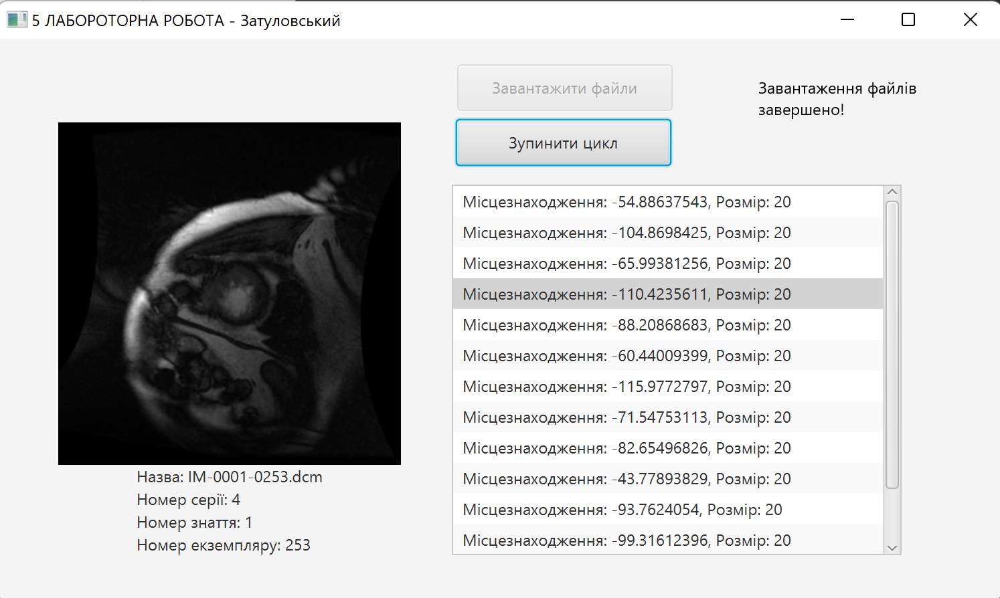 5 ЛАБОРОТОРНА РОБОТА - Затуловський
Завантажити файли
Завантаження файлів
завершено!
Зупинити цикл
Місцезнаходження: -54.88637543, Розмір: 20
Місцезнаходження: -104.8698425, Розмір: 20
Місцезнаходження: -65.99381256, Розмір: 20
Місцезнаходження: -110.4235611, Розмір: 20
Місцезнаходження: -88.20868683, Розмір: 20
Місцезнаходження: -60.44009399, Розмір: 20
Місцезнаходження: -115.9772797, Розмір: 20
Місцезнаходження: -71.54753113, Розмір: 20
Місцезнаходження: -82.65496826, Розмір: 20
Місцезнаходження: -43.77893829, Розмір: 20
Місцезнаходження: -93.7624054, Розмір: 20
Місцезнаходження: -99.31612396, Розмір: 20
Назва: IM-0001-0253.dcm
Номер серії: 4
Номер знаття: 1
Номер екземпляру: 253